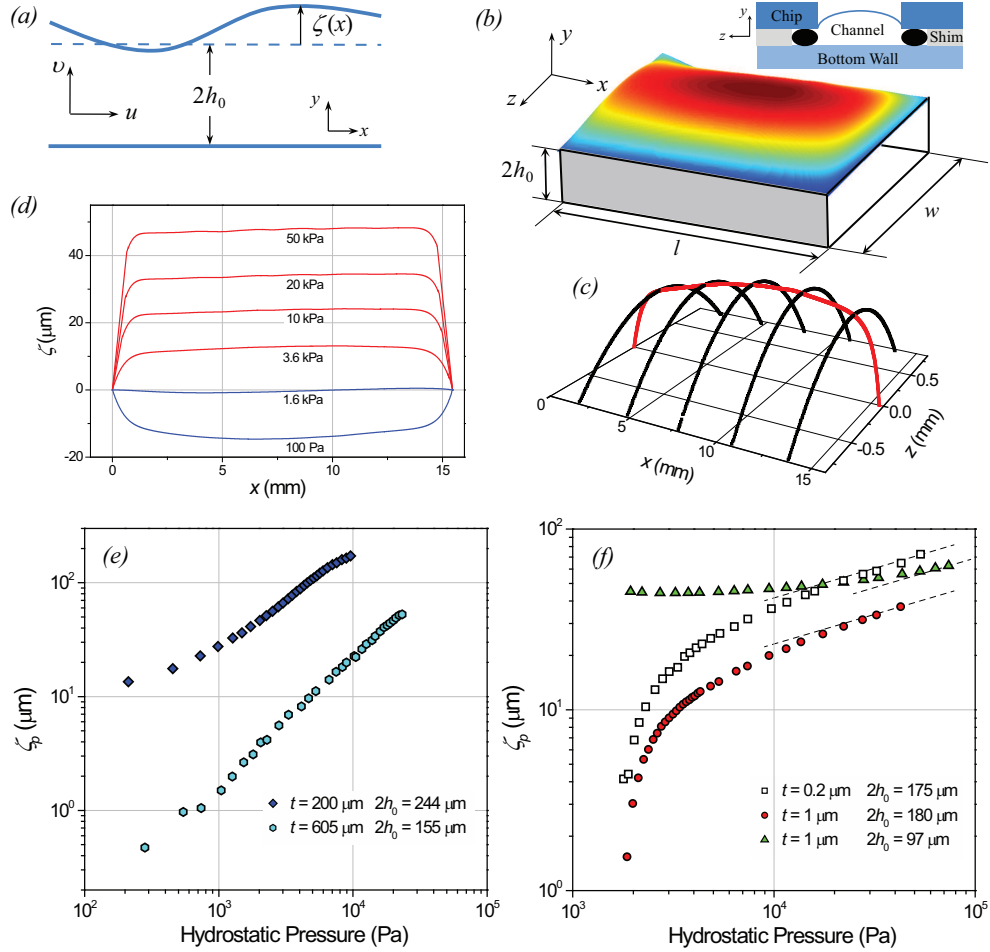 (a)
ζ(x)
2h₀
υ
u
y
x
(b)
y
z
Chip
Channel
Shim
Bottom Wall
y
x
z
2h₀
l
w
(c)
0
5
10
15
x (mm)
-0.5
0.0
0.5
z (mm)
(d)
40
20
0
-20
ζ (μm)
50 kPa
20 kPa
10 kPa
3.6 kPa
1.6 kPa
100 Pa
0
5
10
15
x (mm)
(e)
10²
10¹
10⁰
ζₚ (μm)
t = 200 μm 2h₀ = 244 μm
t = 605 μm 2h₀ = 155 μm
10² 10³ 10⁴ 10⁵
Hydrostatic Pressure (Pa)
(f)
10²
10¹
10⁰
ζₚ (μm)
t = 0.2 μm 2h₀ = 175 μm
t = 1 μm 2h₀ = 180 μm
t = 1 μm 2h₀ = 97 μm
10³ 10⁴ 10⁵
Hydrostatic Pressure (Pa)